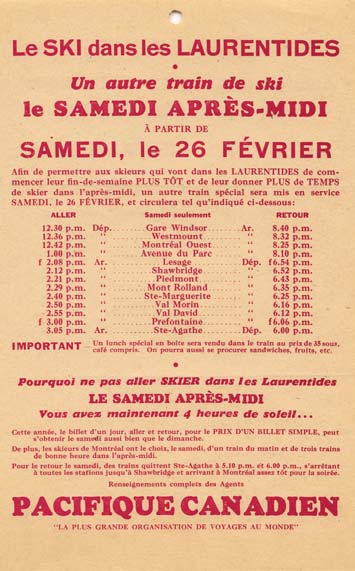 Le SKI dans les LAURENTIDES
•
Un autre train de ski
le SAMEDI APRÈS-MIDI
À PARTIR DE
SAMEDI, le 26 FÉVRIER
Afin de permettre aux skieurs qui vont dans les LAURENTIDES de com-
mencer leur fin-de-semaine PLUS TÔT et de leur donner PLUS de TEMPS
de skier dans l'après-midi, un autre train spécial sera mis en service
SAMEDI, le 26 FÉVRIER, et circulera tel qu'indiqué ci-dessous:
ALLER Samedi seulement RETOUR
12.30 p.m. Dép. Gare Windsor Ar. 8.40 p.m.
12.36 p.m. " Westmount " 8.32 p.m.
12.42 p.m. " Montréal Ouest " 8.25 p.m.
1.00 p.m. " Avenue du Parc " 8.10 p.m.
f 2.08 p.m. Ar. Lesage Dép. f 6.54 p.m.
2.12 p.m. " Shawbridge " 6.52 p.m.
2.21 p.m. " Piedmont " 6.43 p.m.
2.29 p.m. " Mont Rolland " 6.35 p.m.
2.40 p.m. " Ste-Marguerite " 6.25 p.m.
2.50 p.m. " Val Morin " 6.16 p.m.
2.55 p.m. " Val David " 6.12 p.m.
f 3.00 p.m. " Prefontaine " f 6.06 p.m.
3.05 p.m. Ar. Ste-Agathe Dép. 6.00 p.m.
IMPORTANT — Un lunch spécial en boîte sera vendu dans le train au prix de 35 sous,
café compris. On pourra aussi se procurer sandwiches, fruits, etc.
•
Pourquoi ne pas aller SKIER dans les Laurentides
LE SAMEDI APRÈS-MIDI
Vous avez maintenant 4 heures de soleil...
Cette année, le billet d'un jour, aller et retour, pour le PRIX D'UN BILLET SIMPLE, peut
s'obtenir le samedi aussi bien que le dimanche.
De plus, les skieurs de Montréal ont le choix, le samedi, d'un train du matin et de trois trains
de bonne heure dans l'après-midi.
Pour le retour le samedi, des trains quittent Ste-Agathe à 5.10 p.m. et 6.00 p.m., s'arrêtant
à toutes les stations jusqu'à Shawbridge et arrivant à Montréal assez tôt pour la soirée.
Renseignements complets des Agents
PACIFIQUE CANADIEN
"LA PLUS GRANDE ORGANISATION DE VOYAGES AU MONDE"